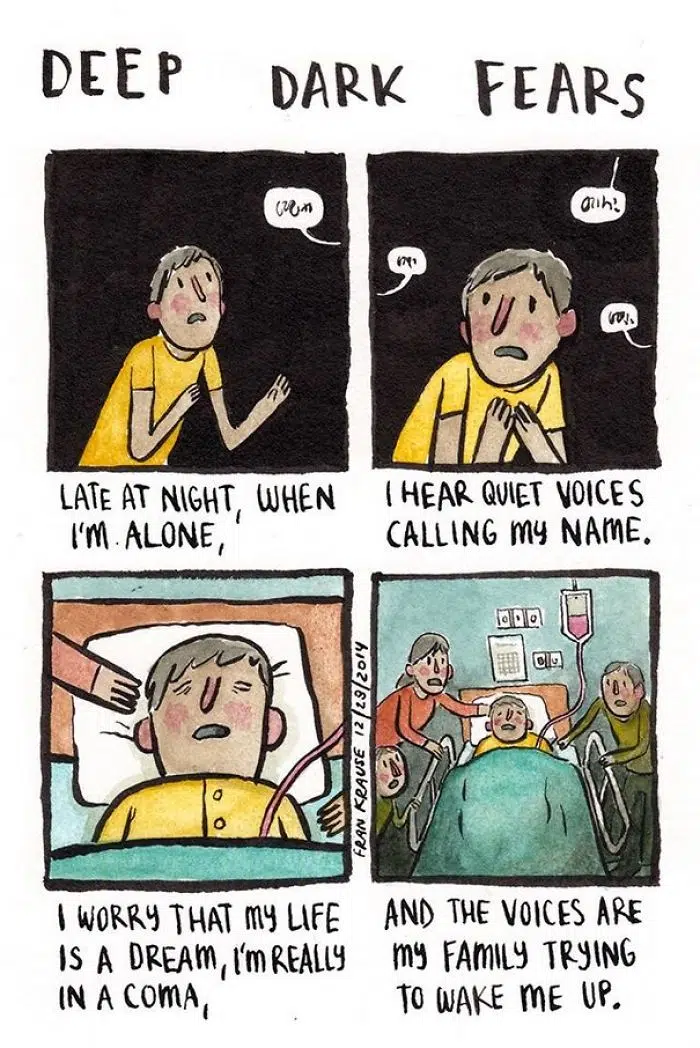 DEEP DARK FEARS
LATE AT NIGHT, WHEN
I'M ALONE,
I HEAR QUIET VOICES
CALLING MY NAME.
I WORRY THAT MY LIFE
IS A DREAM, I'M REALLY
IN A COMA,
FRAN KRAUSE 12/29/2014
AND THE VOICES ARE
MY FAMILY TRYING
TO WAKE ME UP.